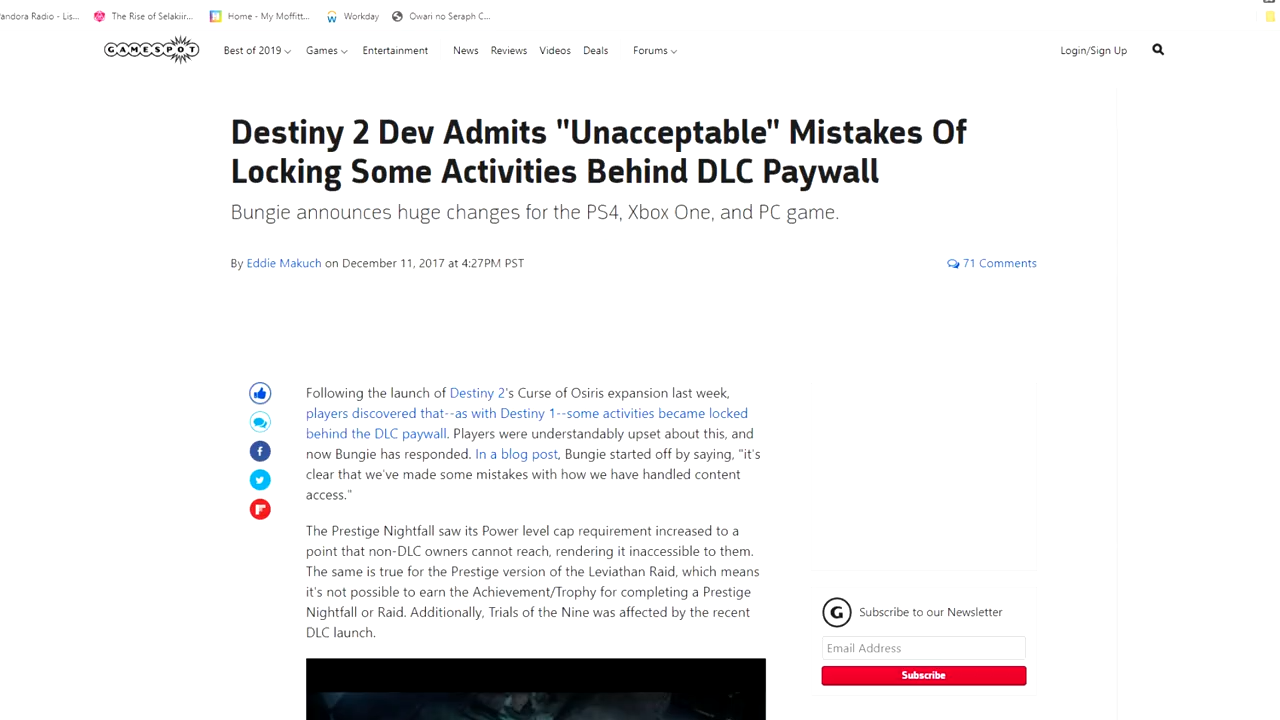 Pandora Radio - Lis... The Rise of Selakiir... Home - My Moffitt... Workday Owari no Seraph C...
GAMESPOT Best of 2019 Games Entertainment News Reviews Videos Deals Forums Login/Sign Up
Destiny 2 Dev Admits "Unacceptable" Mistakes Of
Locking Some Activities Behind DLC Paywall
Bungie announces huge changes for the PS4, Xbox One, and PC game.
By Eddie Makuch on December 11, 2017 at 4:27PM PST
71 Comments
Following the launch of Destiny 2's Curse of Osiris expansion last week,
players discovered that--as with Destiny 1--some activities became locked
behind the DLC paywall. Players were understandably upset about this, and
now Bungie has responded. In a blog post, Bungie started off by saying, "it's
clear that we've made some mistakes with how we have handled content
access."
The Prestige Nightfall saw its Power level cap requirement increased to a
point that non-DLC owners cannot reach, rendering it inaccessible to them.
The same is true for the Prestige version of the Leviathan Raid, which means
it's not possible to earn the Achievement/Trophy for completing a Prestige
Nightfall or Raid. Additionally, Trials of the Nine was affected by the recent
DLC launch.
G Subscribe to our Newsletter
Email Address
Subscribe